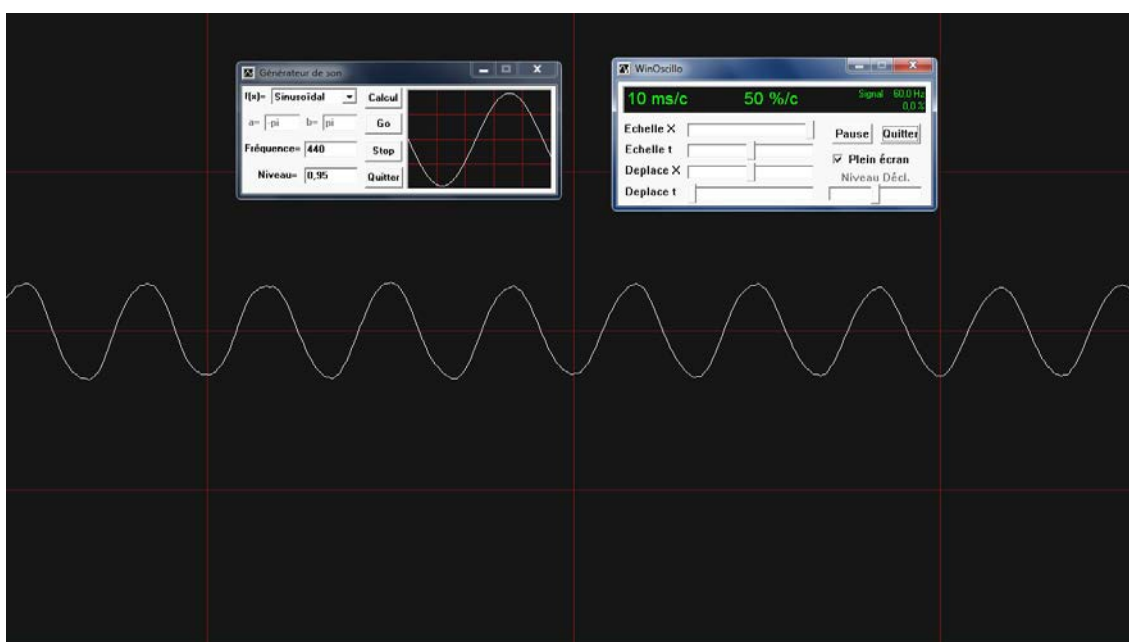 Générateur de son
f(x)= Sinusoïdal Calcul
a= -pi b= pi Go
Fréquence= 440 Stop
Niveau= 0,95 Quitter
WinOscillo
10 ms/c 50 %/c Signal 60,0 Hz
0,0 %
Echelle X
Echelle t
Deplace X
Deplace t
Pause Quitter
Plein écran
Niveau Décl.